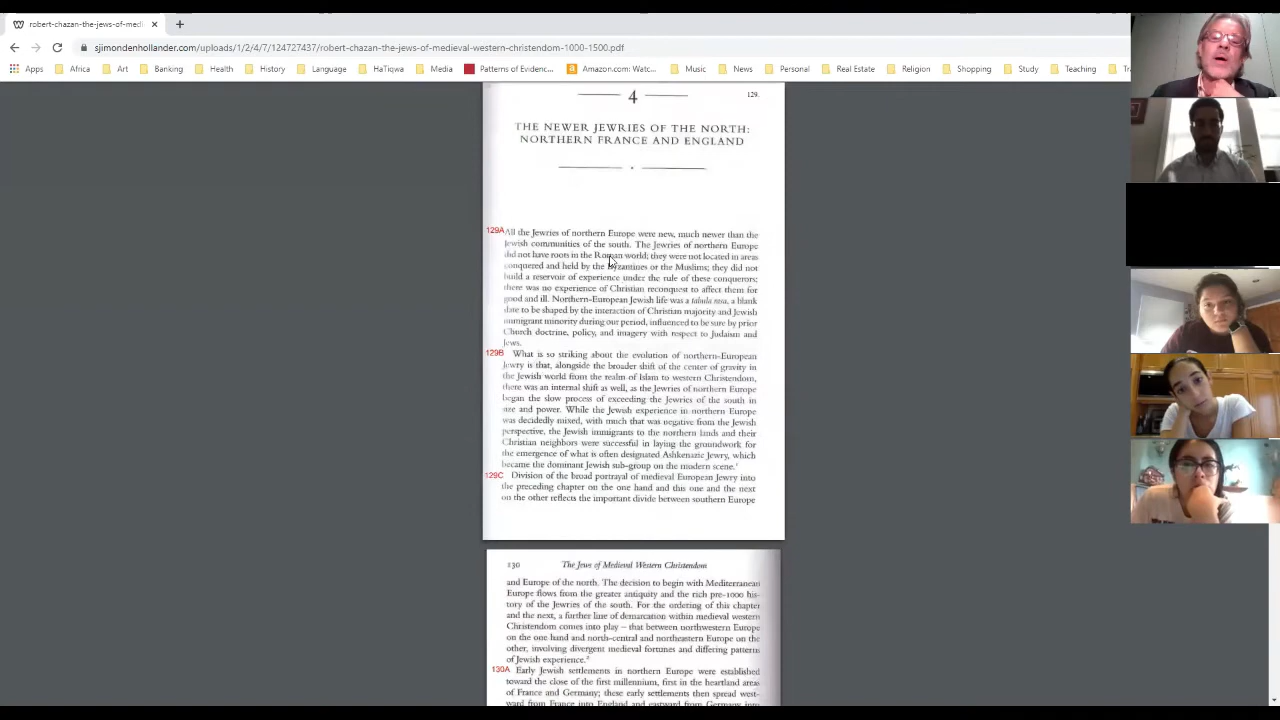 robert-chazan-the-jews-of-medi
sjimondenhollander.com/uploads/1/2/4/7/124727437/robert-chazan-the-jews-of-medieval-western-christendom-1000-1500.pdf
Apps Africa Art Banking Health History Language HaTiqwa Media Patterns of Evidenc... Amazon.com: Watc... Music News Personal Real Estate Religion Shopping Study Teaching
4 129.
THE NEWER JEWRIES OF THE NORTH:
NORTHERN FRANCE AND ENGLAND
129A All the Jewries of northern Europe were new, much newer than the
Jewish communities of the south. The Jewries of northern Europe
did not have roots in the Roman world; they were not located in areas
conquered and held by the Byzantines or the Muslims; they did not
build a reservoir of experience under the rule of these conquerors;
there was no experience of Christian reconquest to affect them for
good and ill. Northern-European Jewish life was a tabula rasa, a blank
slate to be shaped by the interaction of Christian majority and Jewish
immigrant minority during our period, influenced to be sure by prior
Church doctrine, policy, and imagery with respect to Judaism and
Jews.
129B What is so striking about the evolution of northern-European
Jewry is that, alongside the broader shift of the center of gravity in
the Jewish world from the realm of Islam to western Christendom,
there was an internal shift as well, as the Jewries of northern Europe
began the slow process of exceeding the Jewries of the south in
size and power. While the Jewish experience in northern Europe
was decidedly mixed, with much that was negative from the Jewish
perspective, the Jewish immigrants to the northern lands and their
Christian neighbors were successful in laying the groundwork for
the emergence of what is often designated Ashkenazic Jewry, which
became the dominant Jewish sub-group on the modern scene.¹
129C Division of the broad portrayal of medieval European Jewry into
the preceding chapter on the one hand and this one and the next
on the other reflects the important divide between southern Europe
230 The Jews of Medieval Western Christendom
and Europe of the north. The decision to begin with Mediterranean
Europe flows from the greater antiquity and the rich pre-1000 his-
tory of the Jewries of the south. For the ordering of this chapter
and the next, a further line of demarcation within medieval western
Christendom comes into play – that between northwestern Europe
on the one hand and north-central and northeastern Europe on the
other, involving divergent medieval fortunes and differing patterns
of Jewish experience.²
130A Early Jewish settlements in northern Europe were established
toward the close of the first millennium, first in the heartland areas
of France and Germany; these early settlements then spread west-
ward from France into England and eastward from Germany into